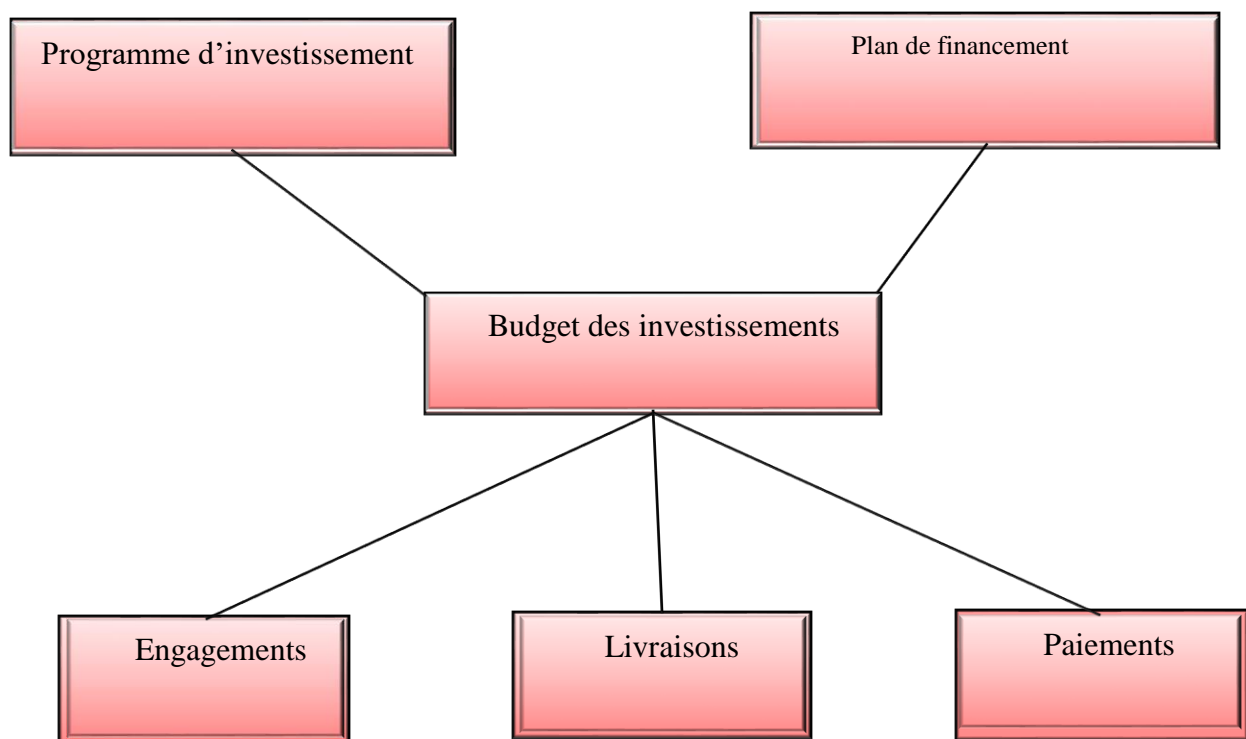 Programme d’investissement
Plan de financement
Budget des investissements
Engagements
Livraisons
Paiements